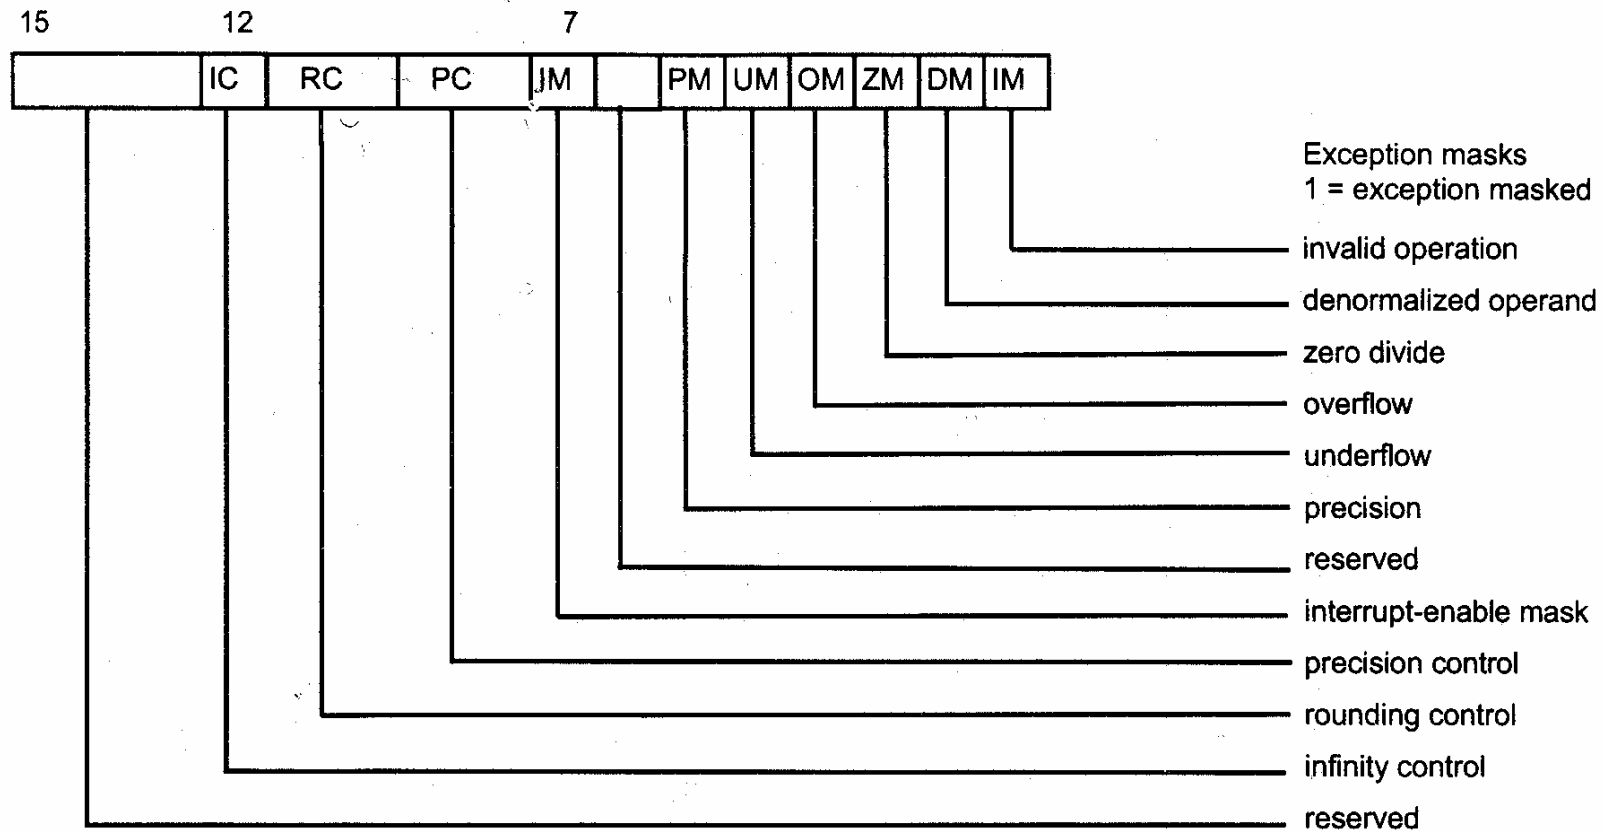 15 12 7
IC RC PC JM PM UM OM ZM DM IM
Exception masks
1 = exception masked
invalid operation
denormalized operand
zero divide
overflow
underflow
precision
reserved
interrupt-enable mask
precision control
rounding control
infinity control
reserved